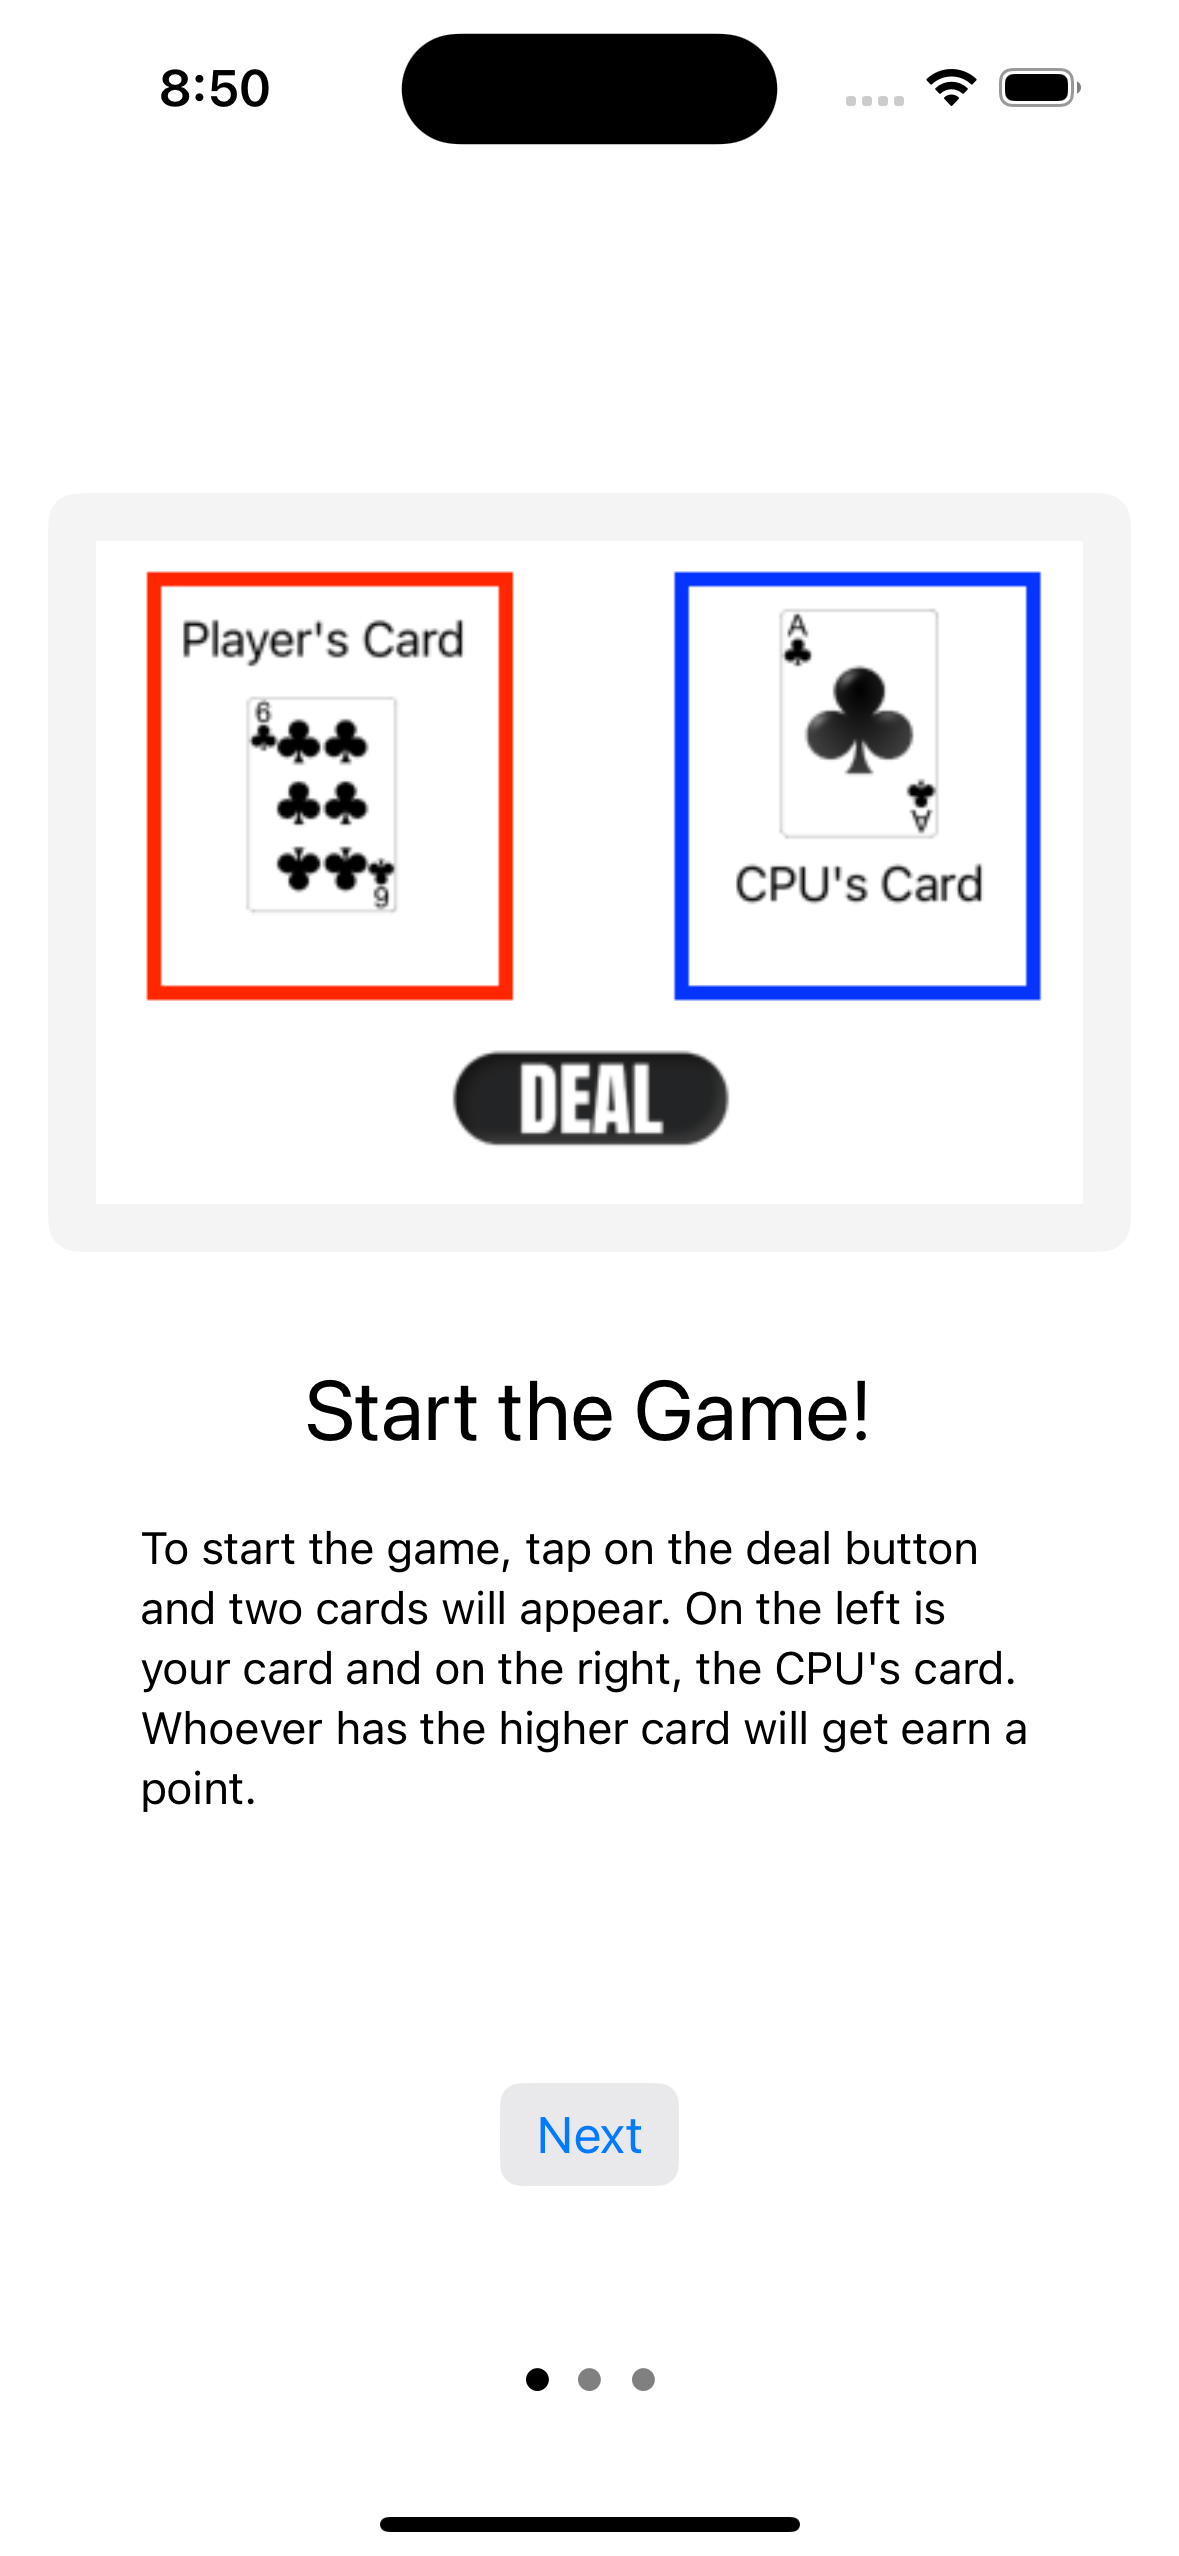 8:50
Player's Card
6
6
A
A
CPU's Card
DEAL
Start the Game!
To start the game, tap on the deal button
and two cards will appear. On the left is
your card and on the right, the CPU's card.
Whoever has the higher card will get earn a
point.
Next